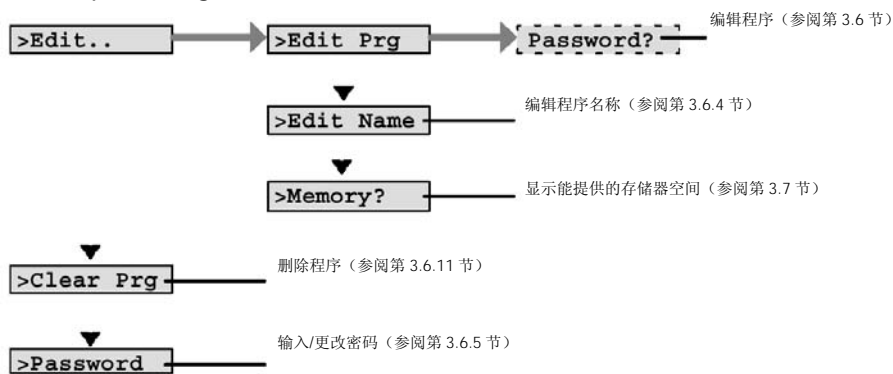 >Edit.. >Edit Prg Password? 编辑程序（参阅第 3.6 节）
>Edit Name 编辑程序名称（参阅第 3.6.4 节）
>Memory? 显示能提供的存储器空间（参阅第 3.7 节）
>Clear Prg 删除程序（参阅第 3.6.11 节）
>Password 输入/更改密码（参阅第 3.6.5 节）